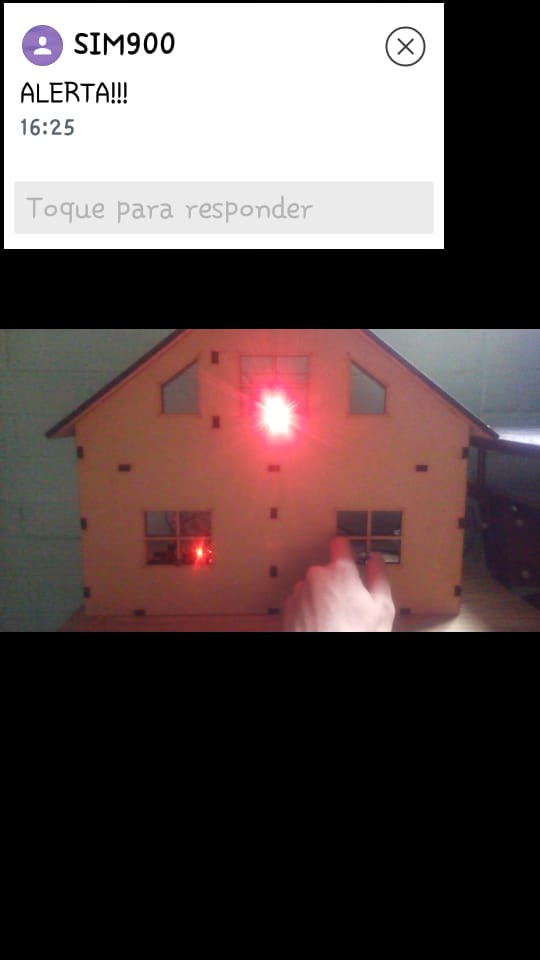 SIM900
ALERTA!!!
16:25
Toque para responder